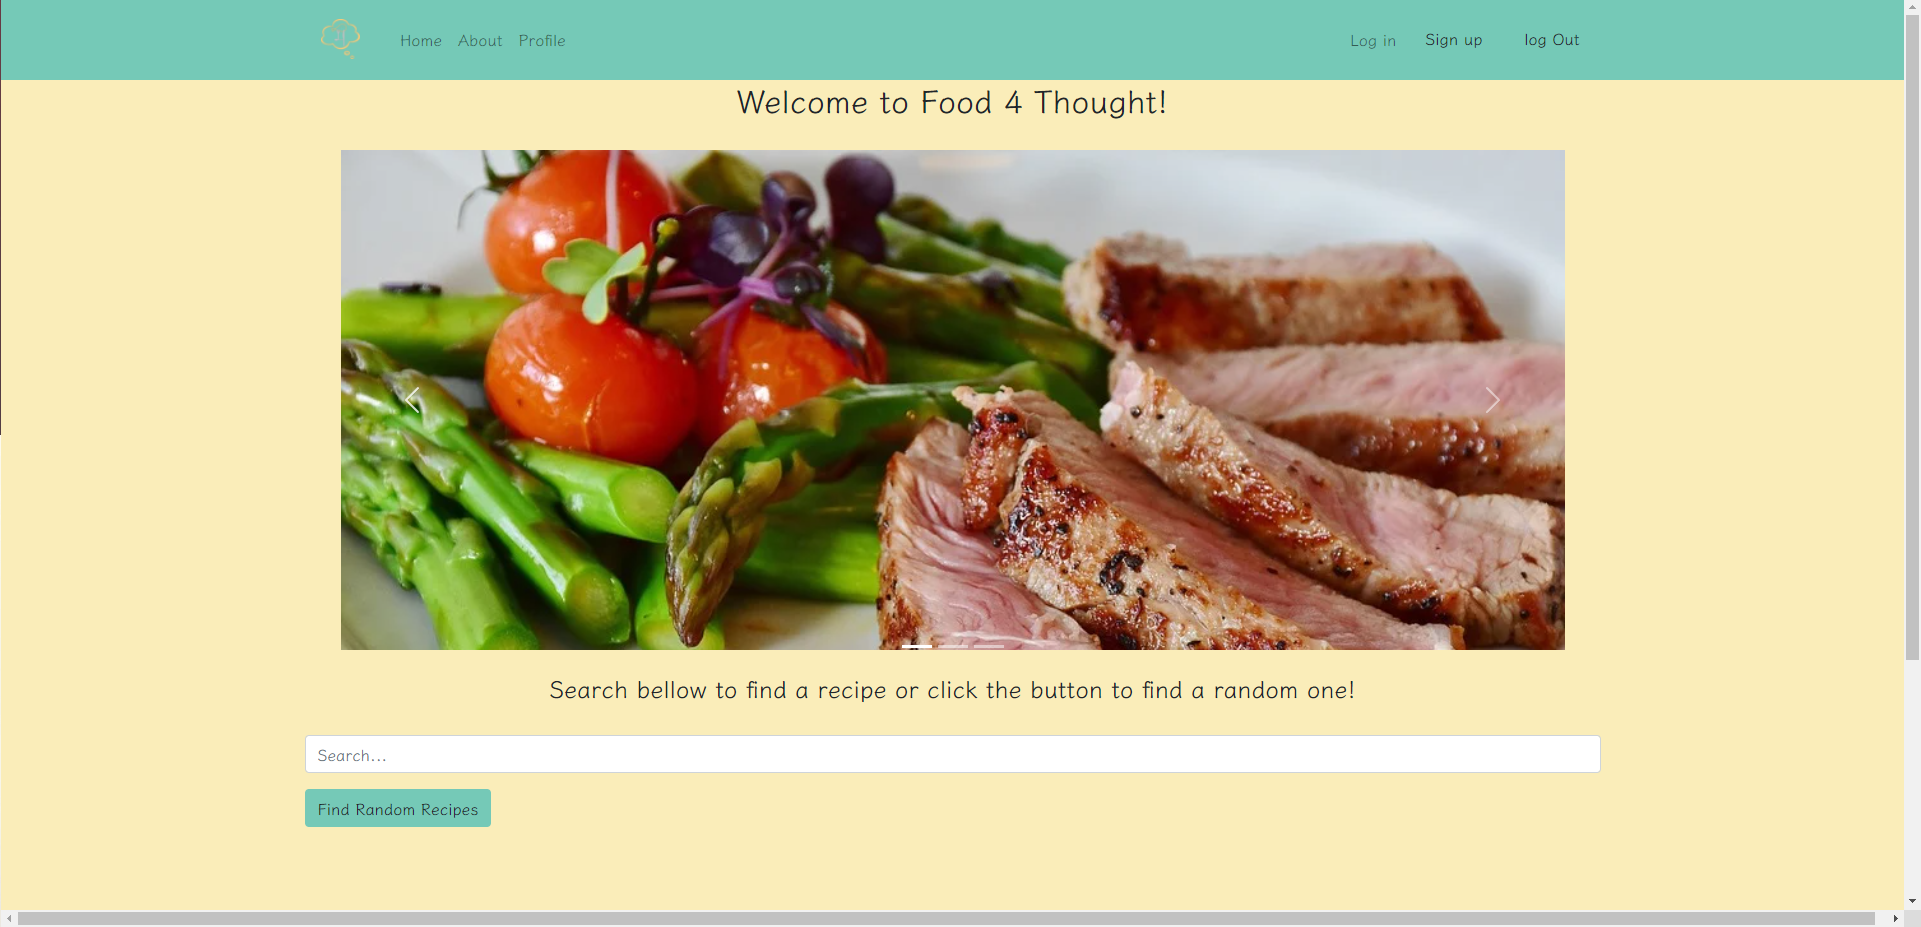 Home About Profile Log in Sign up log Out
Welcome to Food 4 Thought!
Search bellow to find a recipe or click the button to find a random one!
Search...
Find Random Recipes